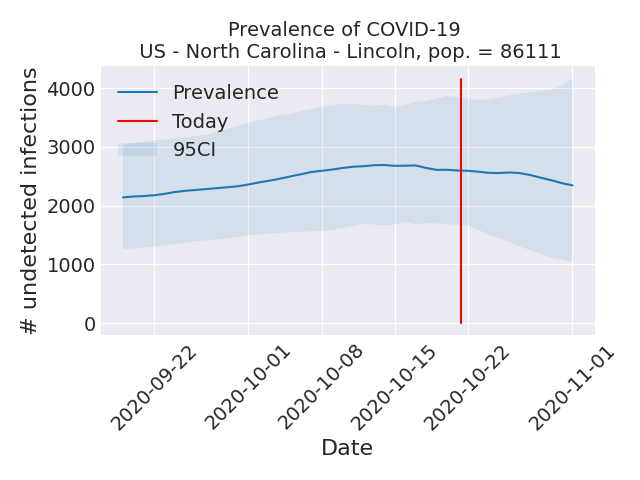 Prevalence of COVID-19
US - North Carolina - Lincoln, pop. = 86111
# undetected infections
4000
3000
2000
1000
0
Prevalence
Today
95CI
2020-09-22
2020-10-01
2020-10-08
2020-10-15
2020-10-22
2020-11-01
Date